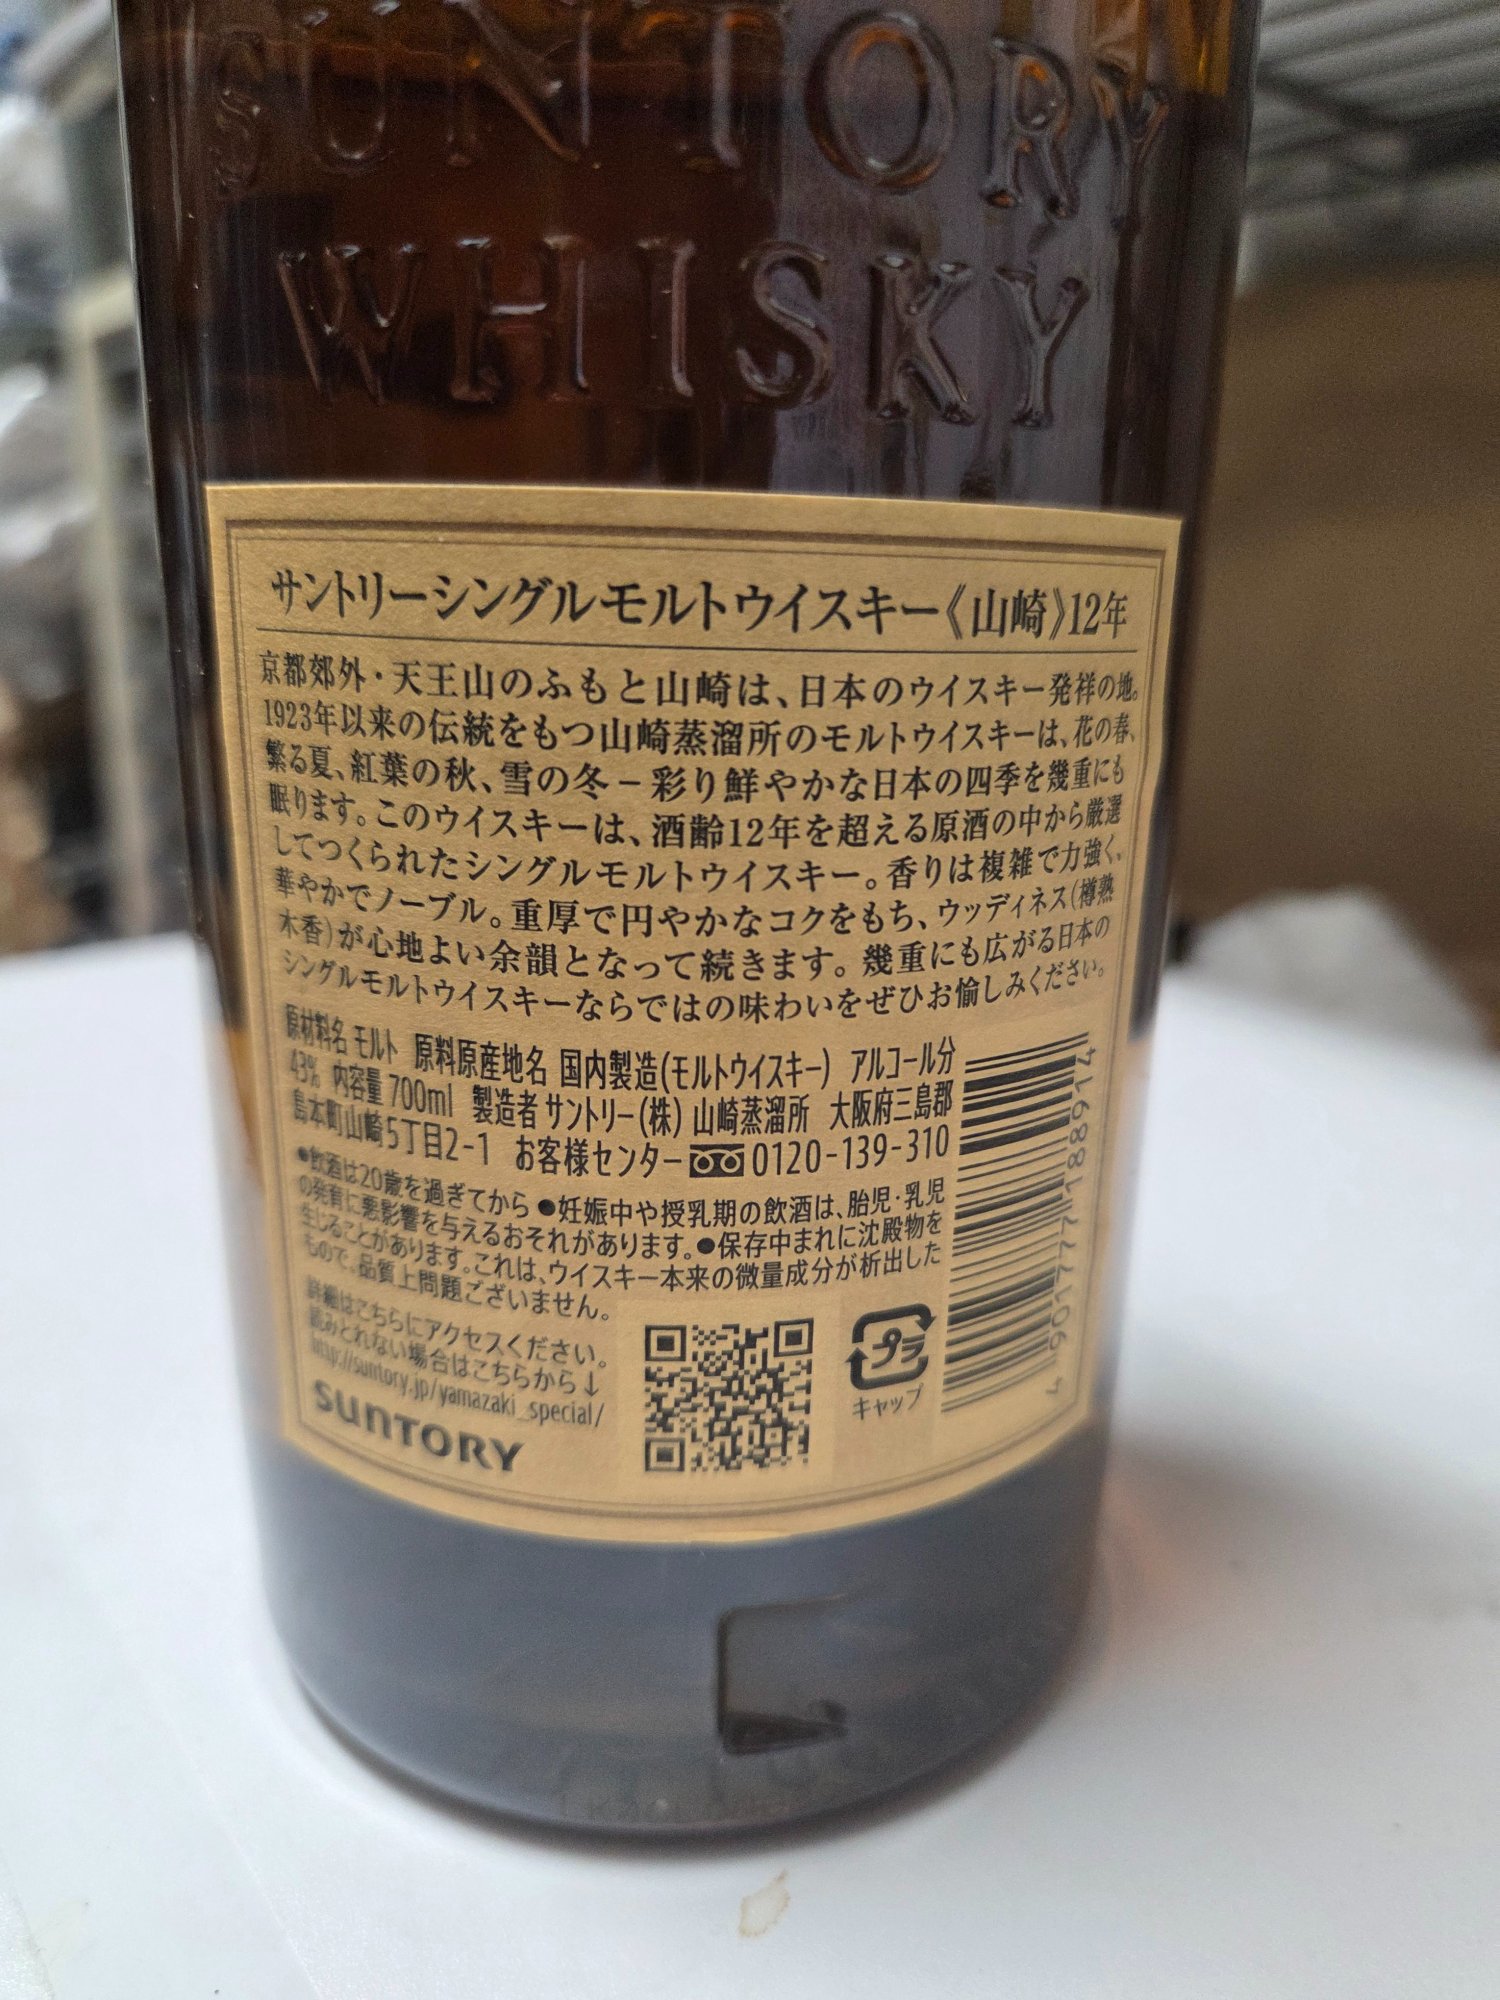 SUNTORY
WHISKY
サントリーシングルモルトウイスキー《山崎》12年
京都郊外・天王山のふもと山崎は、日本のウイスキー発祥の地。
1923年以来の伝統をもつ山崎蒸溜所のモルトウイスキーは、花の春、
繁る夏、紅葉の秋、雪の冬－彩り鮮やかな日本の四季を幾重にも
眠ります。このウイスキーは、酒齢12年を超える原酒の中から厳選
してつくられたシングルモルトウイスキー。香りは複雑で力強く、
華やかでノーブル。重厚で円やかなコクをもち、ウッディネス(樽熟
木香)が心地よい余韻となって続きます。幾重にも広がる日本の
シングルモルトウイスキーならではの味わいをぜひお愉しみください。
原材料名 モルト 原料原産地名 国内製造(モルトウイスキー) アルコール分
43% 内容量 700ml 製造者 サントリー(株) 山崎蒸溜所 大阪府三島郡
島本町山崎5丁目2-1 お客様センター 0120-139-310
●飲酒は20歳を過ぎてから ●妊娠中や授乳期の飲酒は、胎児・乳児
の発育に悪影響を与えるおそれがあります。●保存中まれに沈殿物を
生じることがあります。これは、ウイスキー本来の微量成分が析出した
もので、品質上問題ございません。
詳細はこちらにアクセスください。
読みとれない場合はこちらから↓
http://suntory.jp/yamazaki_special/
SUNTORY
プラ
キャップ
4 901777 188914